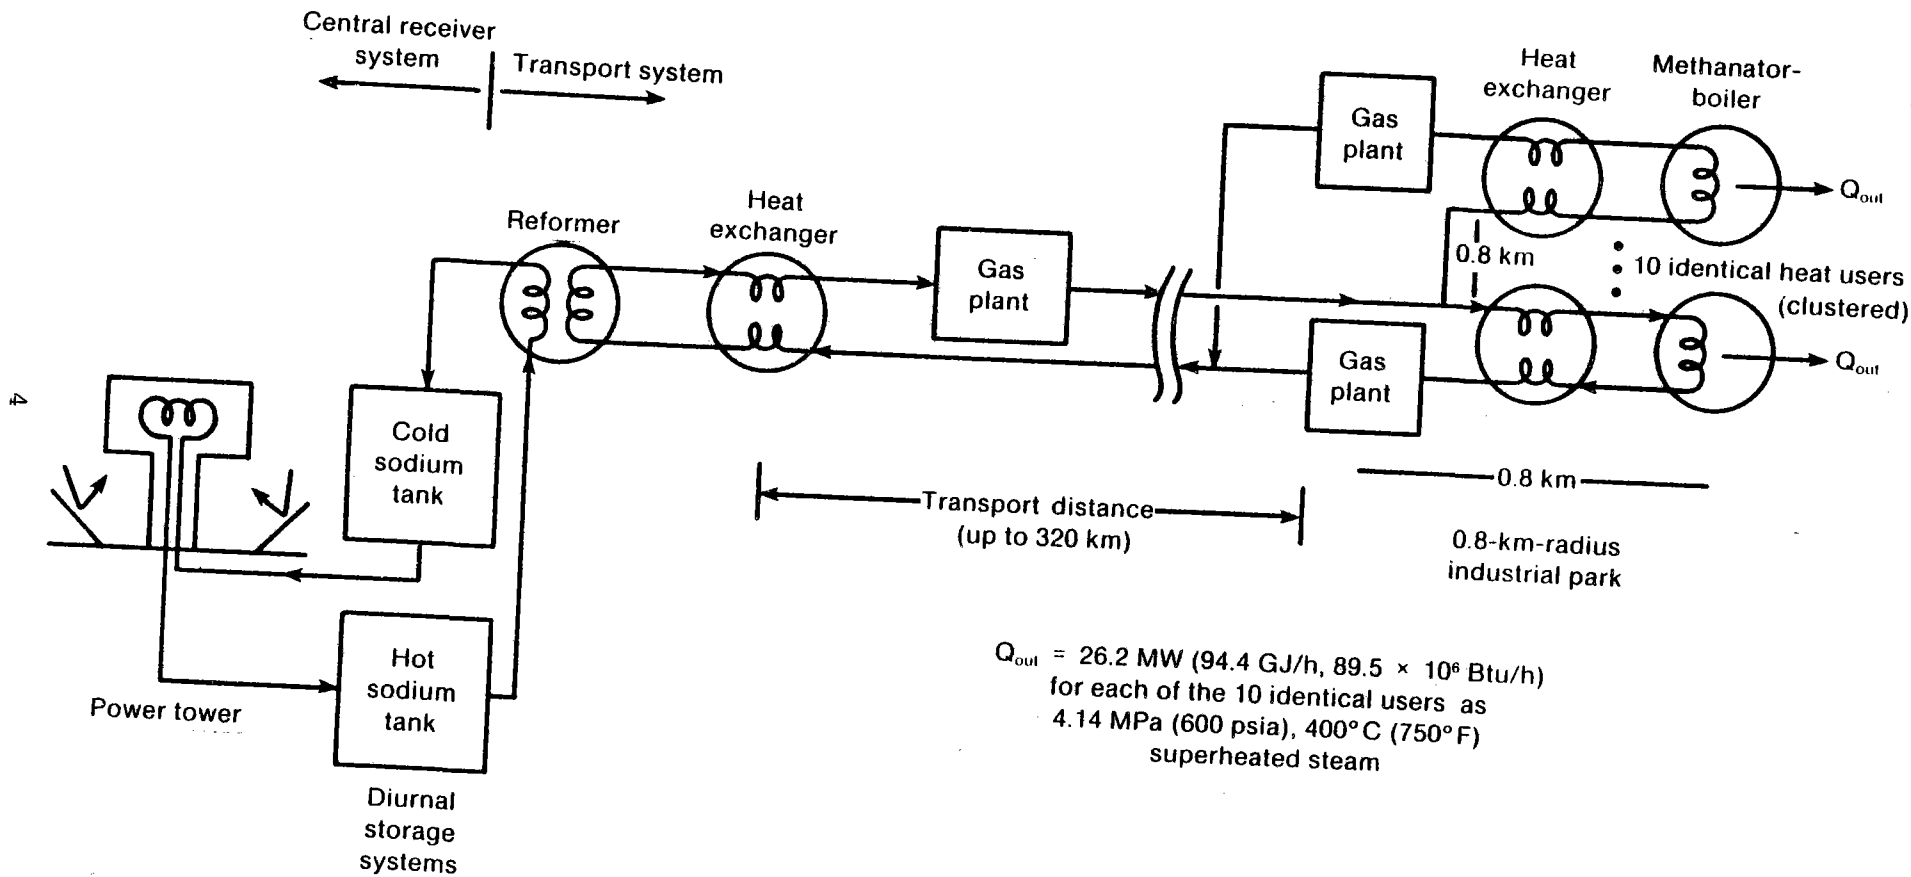 Central receiver
system
Transport system
Heat
exchanger
Methanator-
boiler
Gas
plant
Qout
Reformer
Heat
exchanger
Gas
plant
0.8 km
10 identical heat users
(clustered)
Gas
plant
Qout
4
Cold
sodium
tank
Transport distance
(up to 320 km)
0.8 km
0.8-km-radius
industrial park
Hot
sodium
tank
Power tower
Diurnal
storage
systems
Qout = 26.2 MW (94.4 GJ/h, 89.5 × 10⁶ Btu/h)
for each of the 10 identical users as
4.14 MPa (600 psia), 400°C (750°F)
superheated steam